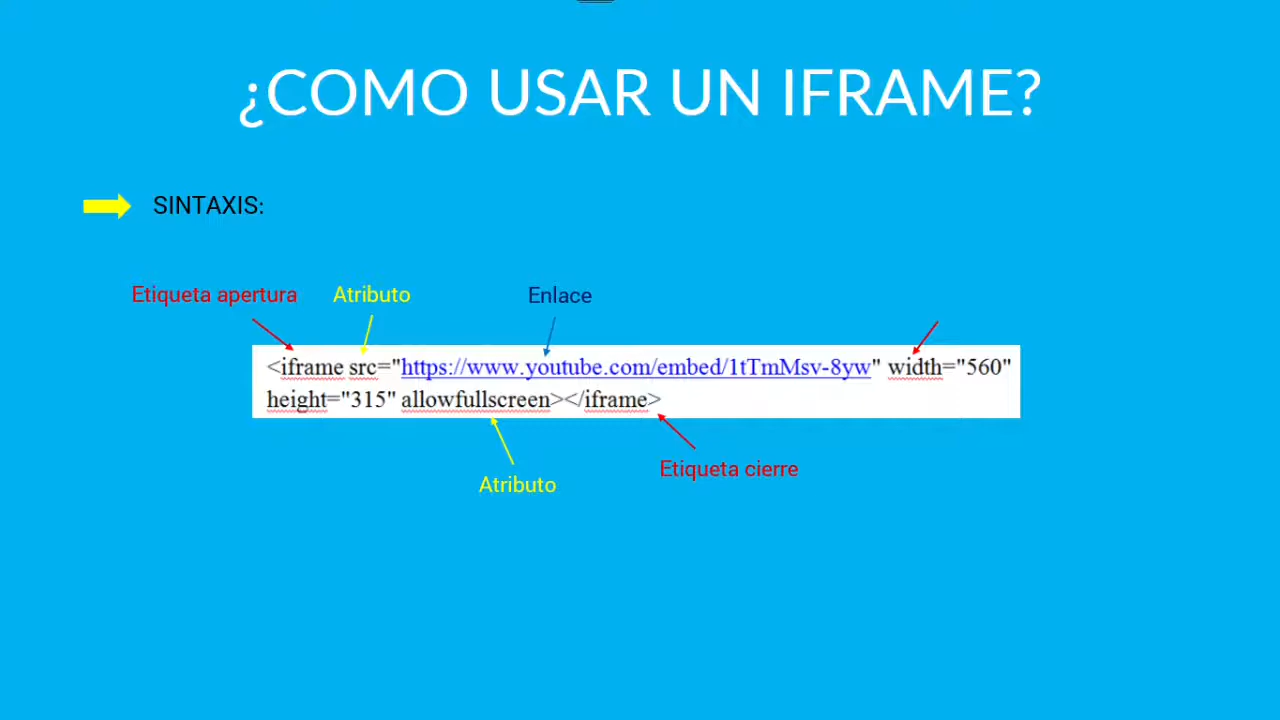 ¿COMO USAR UN IFRAME?
SINTAXIS:
Etiqueta apertura
Atributo
Enlace
<iframe src="https://www.youtube.com/embed/1tTmMsv-8yw" width="560"
height="315" allowfullscreen></iframe>
Etiqueta cierre
Atributo